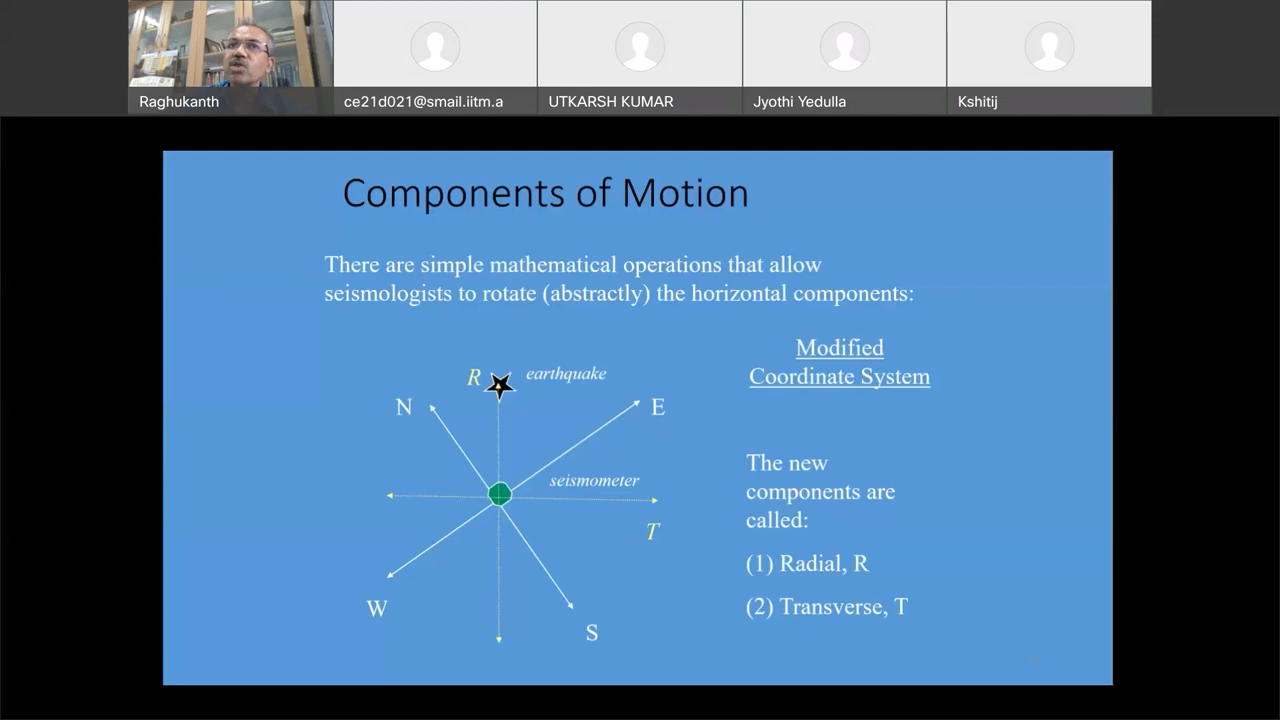 Raghukanth
ce21d021@smail.iitm.a
UTKARSH KUMAR
Jyothi Yedulla
Kshitij
Components of Motion
There are simple mathematical operations that allow
seismologists to rotate (abstractly) the horizontal components:
Modified
Coordinate System
R
earthquake
N
E
seismometer
T
W
S
The new
components are
called:
(1) Radial, R
(2) Transverse, T